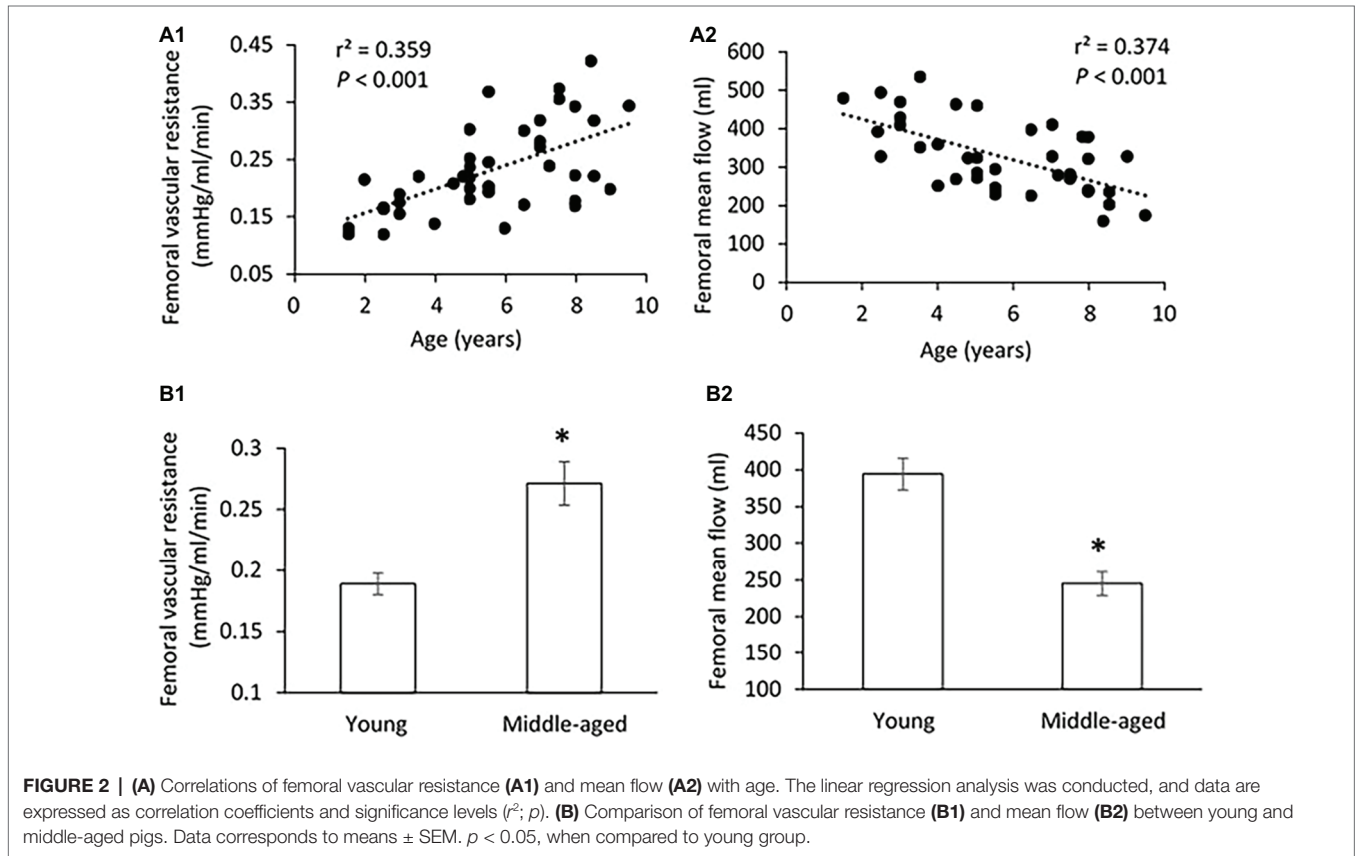 A1
r² = 0.359
P < 0.001
Femoral vascular resistance
(mmHg/ml/min)
0.45
0.35
0.25
0.15
0.05
0 2 4 6 8 10
Age (years)
A2
r² = 0.374
P < 0.001
Femoral mean flow (ml)
600
500
400
300
200
100
0
0 2 4 6 8 10
Age (years)
B1
Femoral vascular resistance
(mmHg/ml/min)
0.3
0.25
0.2
0.15
0.1
*
Young Middle-aged
B2
Femoral mean flow (ml)
450
400
350
300
250
200
150
100
*
Young Middle-aged
FIGURE 2 | (A) Correlations of femoral vascular resistance (A1) and mean flow (A2) with age. The linear regression analysis was conducted, and data are
expressed as correlation coefficients and significance levels (r²; p). (B) Comparison of femoral vascular resistance (B1) and mean flow (B2) between young and
middle-aged pigs. Data corresponds to means ± SEM. p < 0.05, when compared to young group.